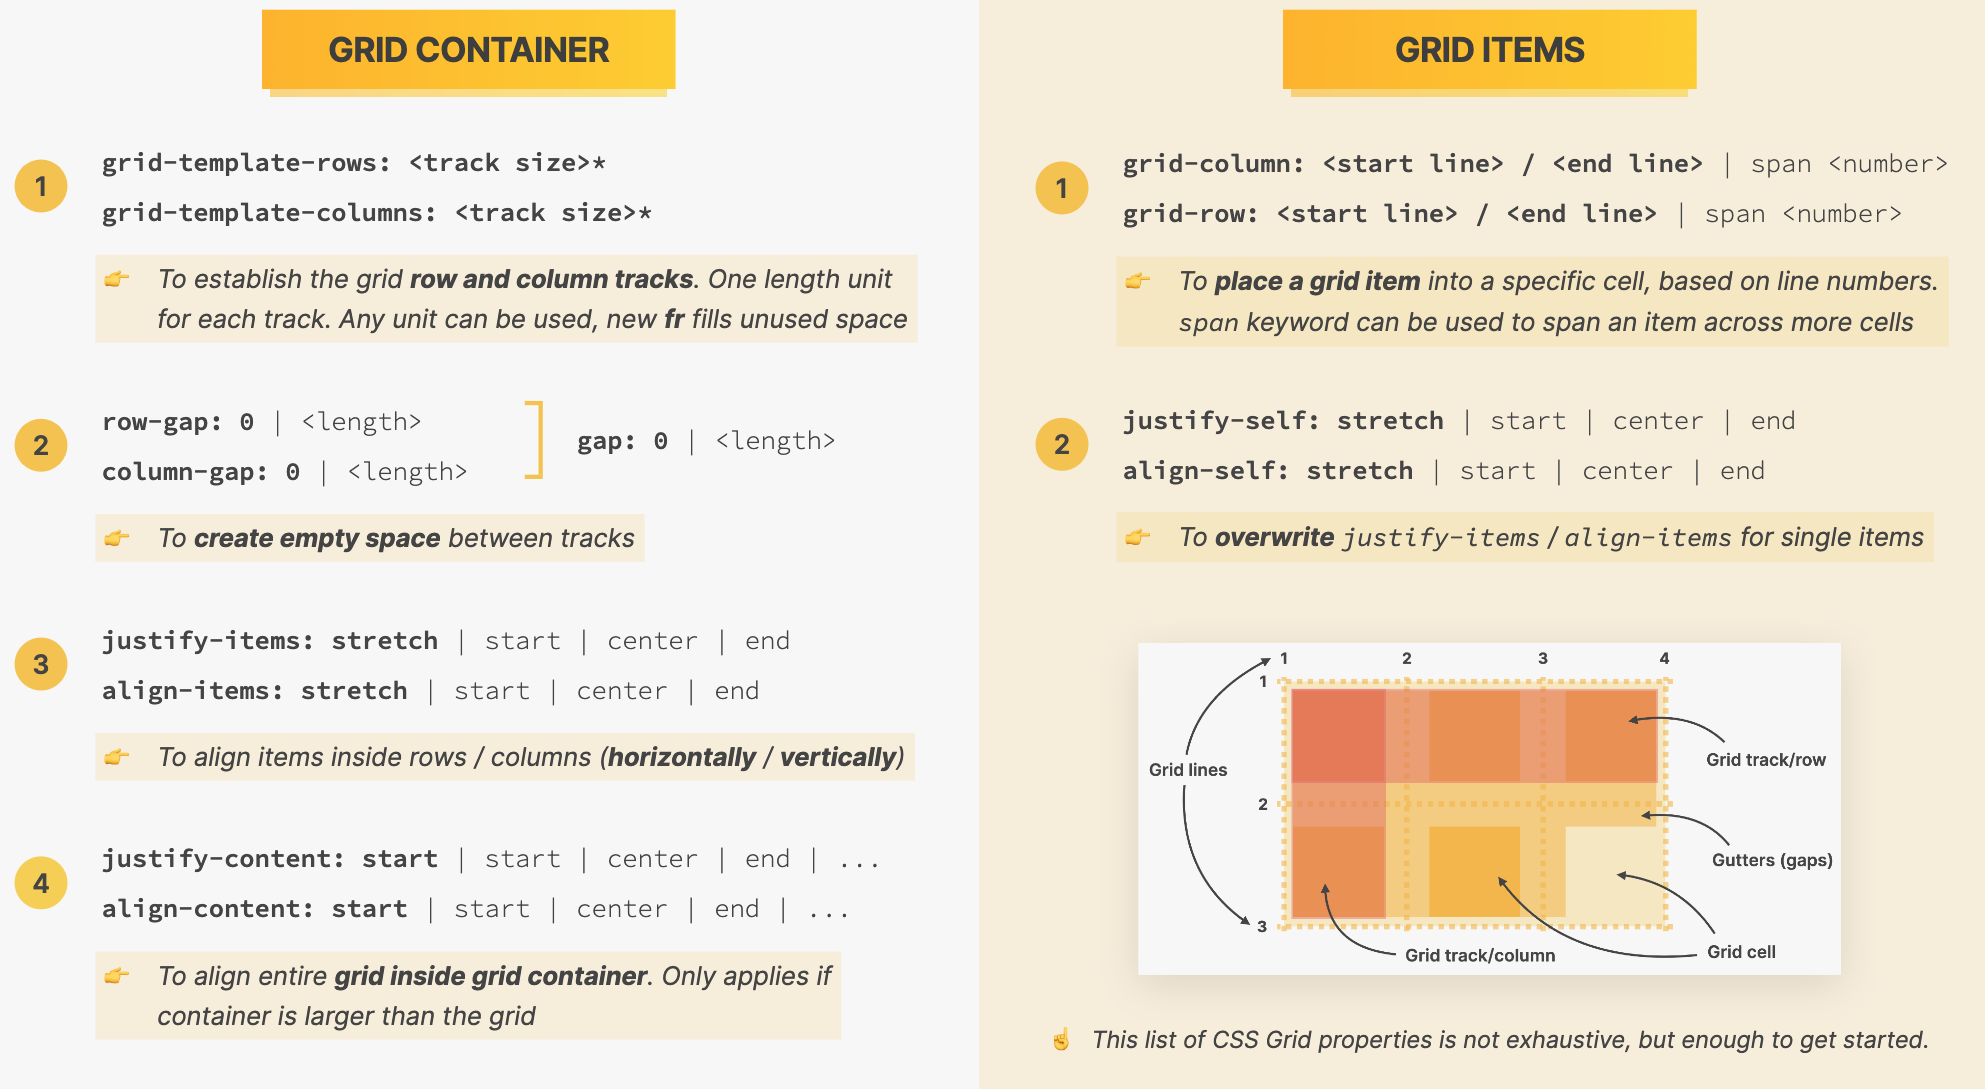 GRID CONTAINER
1
grid-template-rows: <track size>*
grid-template-columns: <track size>*
To establish the grid row and column tracks. One length unit
for each track. Any unit can be used, new fr fills unused space
2
row-gap: 0 | <length>
column-gap: 0 | <length>
gap: 0 | <length>
To create empty space between tracks
3
justify-items: stretch | start | center | end
align-items: stretch | start | center | end
To align items inside rows / columns (horizontally / vertically)
4
justify-content: start | start | center | end | ...
align-content: start | start | center | end | ...
To align entire grid inside grid container. Only applies if
container is larger than the grid
GRID ITEMS
1
grid-column: <start line> / <end line> | span <number>
grid-row: <start line> / <end line> | span <number>
To place a grid item into a specific cell, based on line numbers.
span keyword can be used to span an item across more cells
2
justify-self: stretch | start | center | end
align-self: stretch | start | center | end
To overwrite justify-items / align-items for single items
1 2 3 4
1
Grid track/row
Grid lines
2
Gutters (gaps)
3
Grid track/column
Grid cell
This list of CSS Grid properties is not exhaustive, but enough to get started.